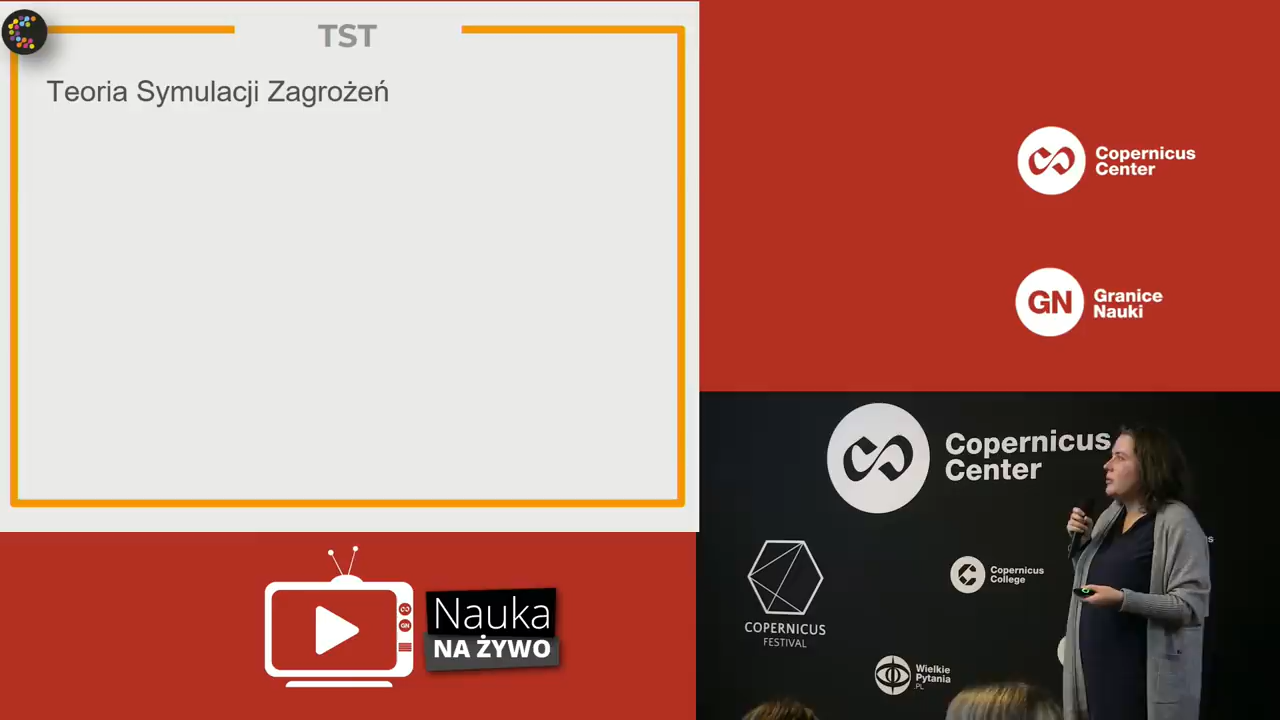 TST
Teoria Symulacji Zagrożeń
Copernicus
Center
GN
Granice
Nauki
Copernicus
Center
Copernicus
College
COPERNICUS
FESTIVAL
Wielkie
Pytania
.PL
Nauka
NA ŻYWO